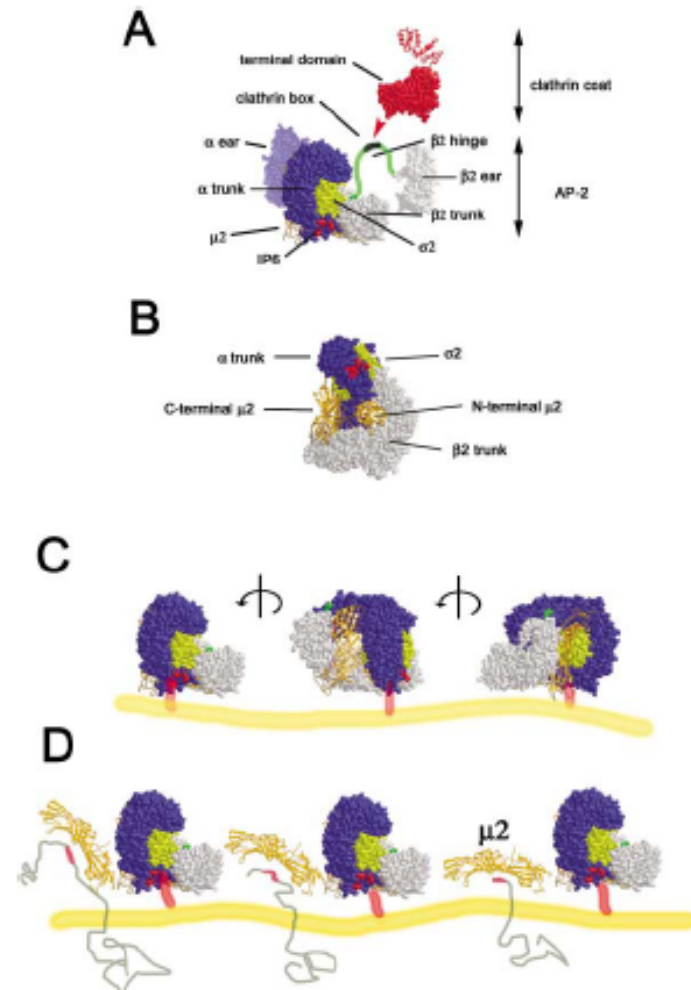 A
terminal domain
clathrin box
clathrin coat
α ear
β2 hinge
β2 ear
α trunk
AP-2
β2 trunk
μ2
σ2
IP6
B
α trunk
σ2
C-terminal μ2
N-terminal μ2
β2 trunk
C
D
μ2